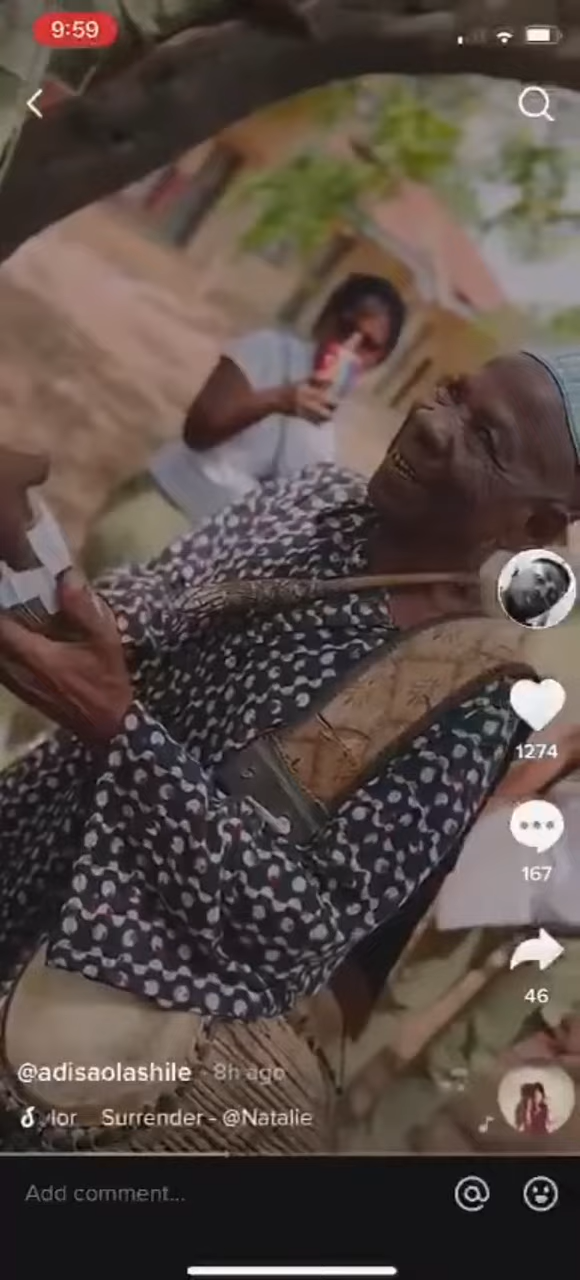 9:59
1274
167
46
@adisaolashile · 8h ago
lor Surrender - @Natalie
Add comment...